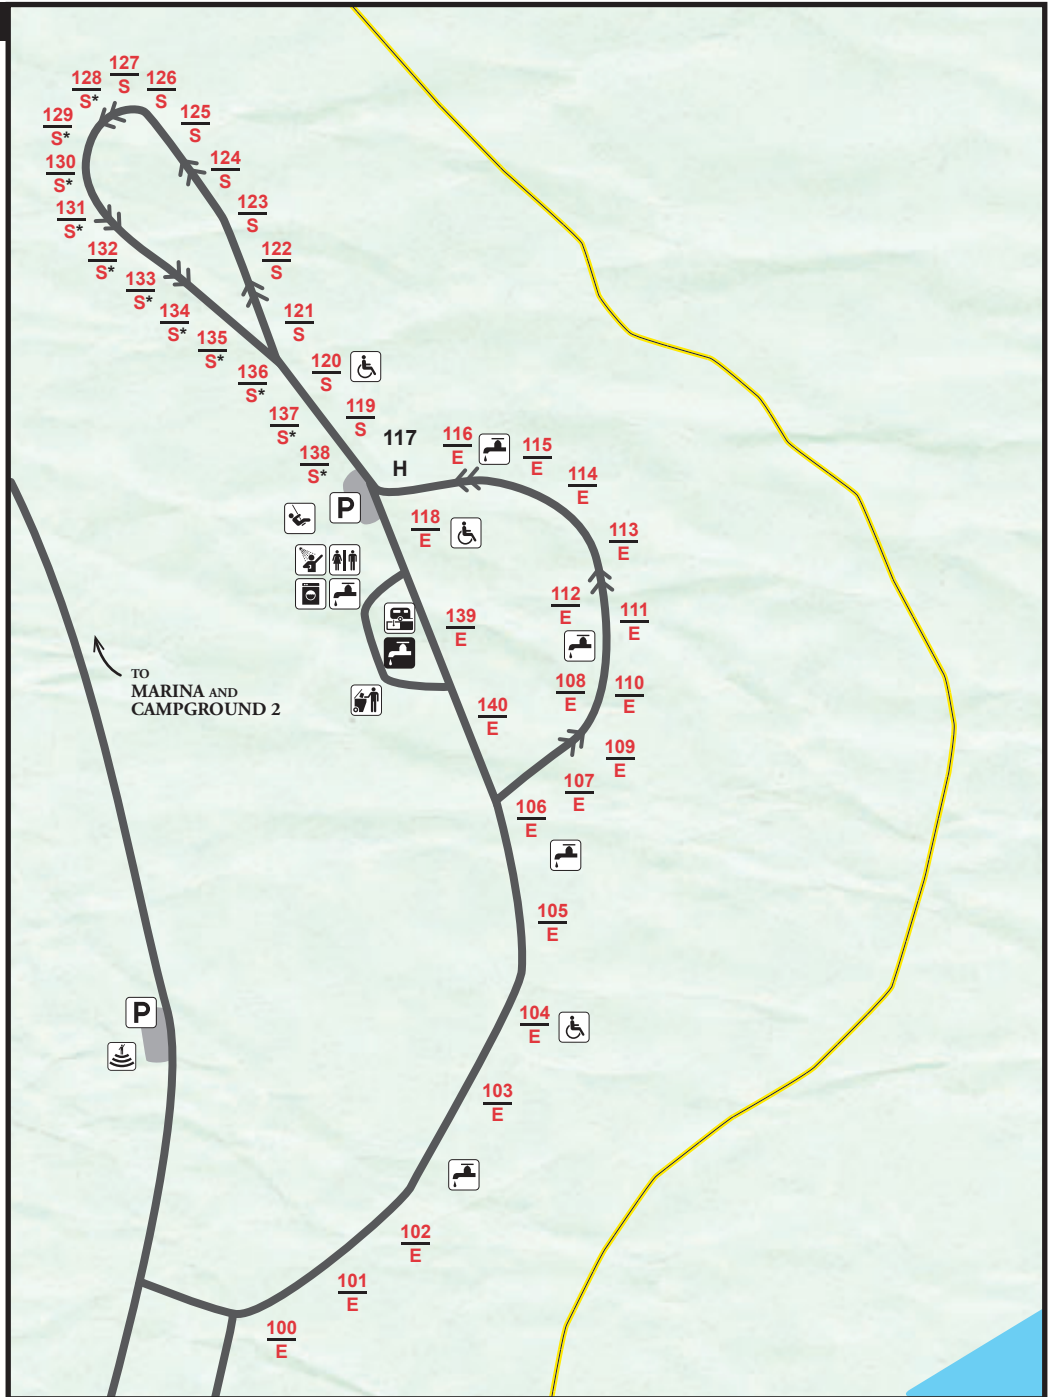 127
S
128
S*
126
S
129
S*
125
S
130
S*
124
S
131
S*
123
S
132
S*
122
S
133
S*
121
S
134
S*
135
S*
120
S
136
S*
119
S
137
S*
117
H
116
E
115
E
138
S*
114
E
P
118
E
113
E
112
E
111
E
139
E
TO
MARINA AND
CAMPGROUND 2
108
E
110
E
140
E
109
E
107
E
106
E
105
E
P
104
E
103
E
102
E
101
E
100
E